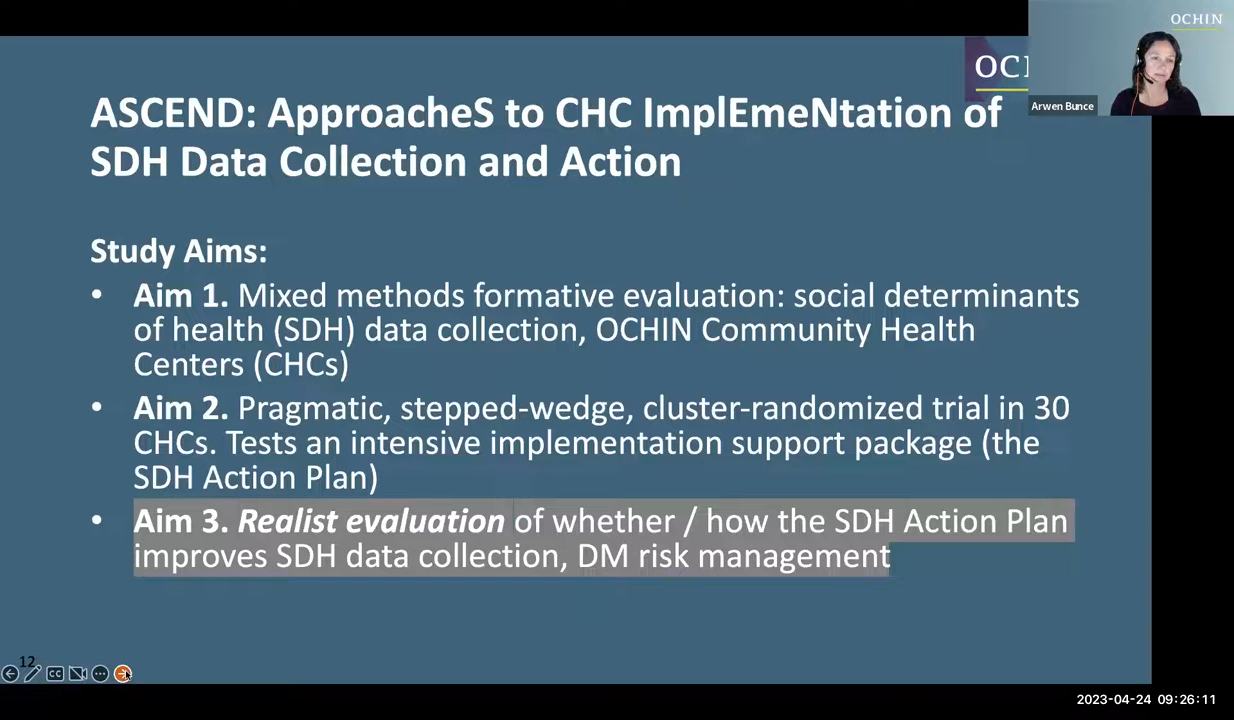 OCHIN
OCHI
Arwen Bunce
ASCEND: ApproacheS to CHC ImplEmeNtation of
SDH Data Collection and Action
Study Aims:
• Aim 1. Mixed methods formative evaluation: social determinants
of health (SDH) data collection, OCHIN Community Health
Centers (CHCs)
• Aim 2. Pragmatic, stepped-wedge, cluster-randomized trial in 30
CHCs. Tests an intensive implementation support package (the
SDH Action Plan)
• Aim 3. Realist evaluation of whether / how the SDH Action Plan
improves SDH data collection, DM risk management
12
CC
2023-04-24 09:26:11